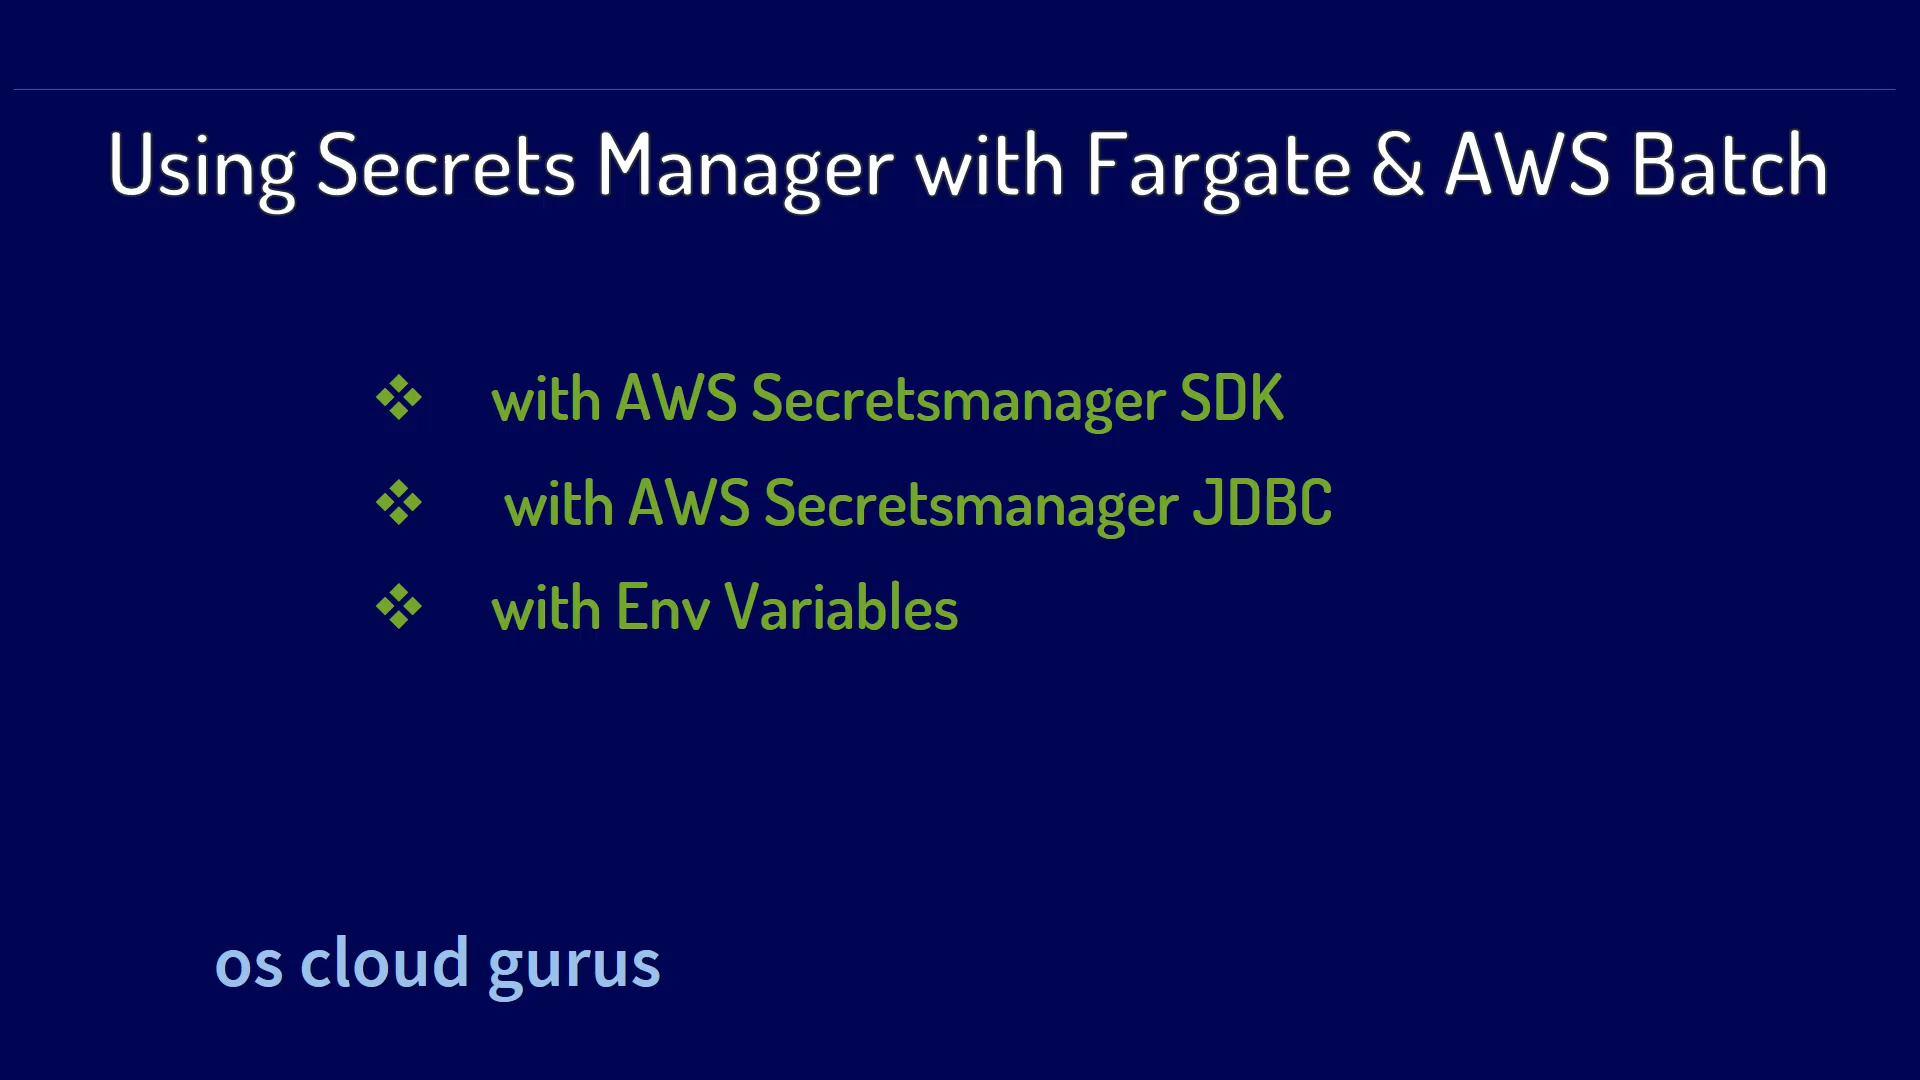 Using Secrets Manager with Fargate & AWS Batch
❖ with AWS Secretsmanager SDK
❖ with AWS Secretsmanager JDBC
❖ with Env Variables
os cloud gurus